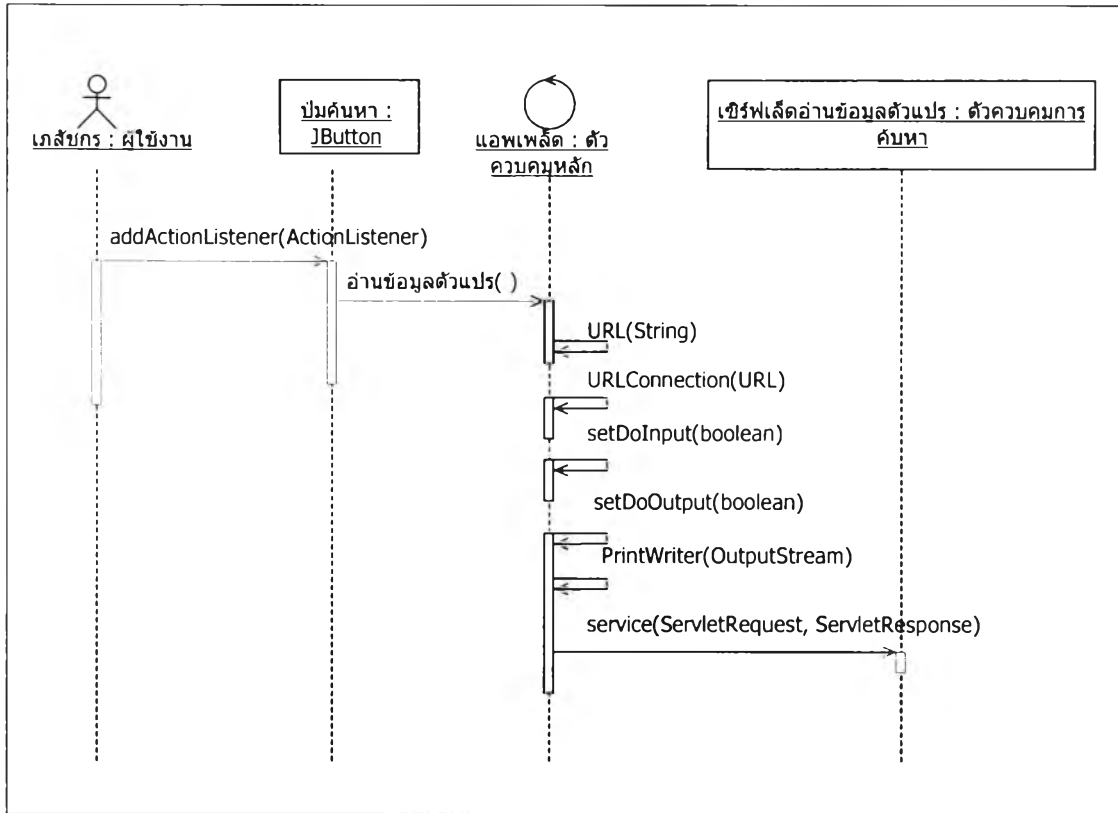 เภสัชกร : ผู้ใช้งาน
ปุ่มค้นหา :
JButton
แอพเพล็ด : ตัว
ควบคุมหลัก
เซิร์ฟเล็ดอ่านข้อมูลตัวแปร : ตัวควบคุมการ
ค้นหา
addActionListener(ActionListener)
อ่านข้อมูลตัวแปร( )
URL(String)
URLConnection(URL)
setDoInput(boolean)
setDoOutput(boolean)
PrintWriter(OutputStream)
service(ServletRequest, ServletResponse)